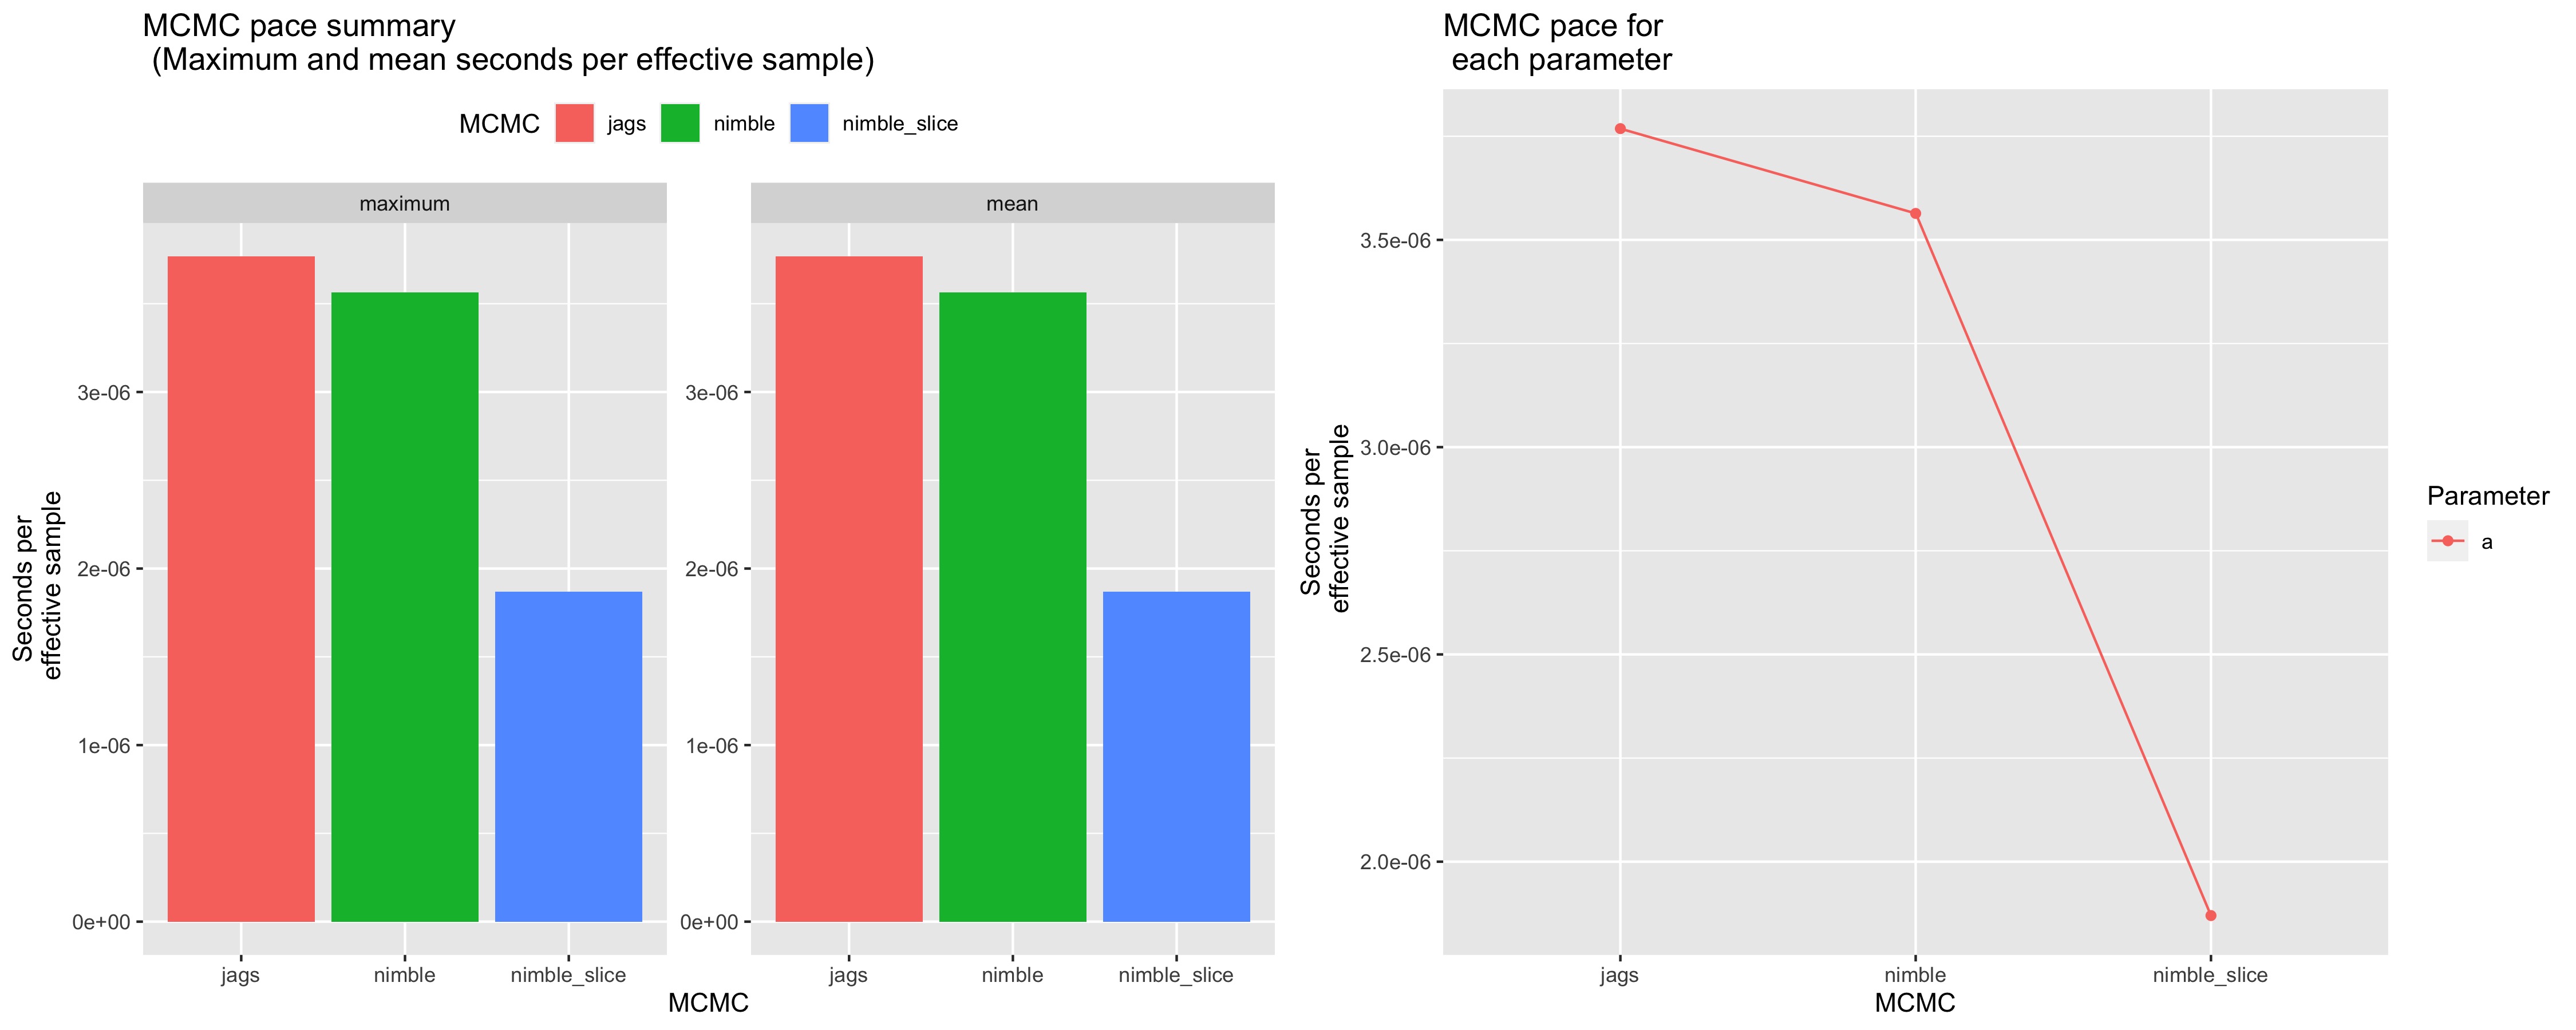 MCMC pace summary
(Maximum and mean seconds per effective sample)
MCMC jags nimble nimble_slice
maximum
mean
Seconds per
effective sample
3e-06
2e-06
1e-06
0e+00
3e-06
2e-06
1e-06
0e+00
jags nimble nimble_slice
jags nimble nimble_slice
MCMC
MCMC pace for
each parameter
Seconds per
effective sample
3.5e-06
3.0e-06
2.5e-06
2.0e-06
jags nimble nimble_slice
MCMC
Parameter
a